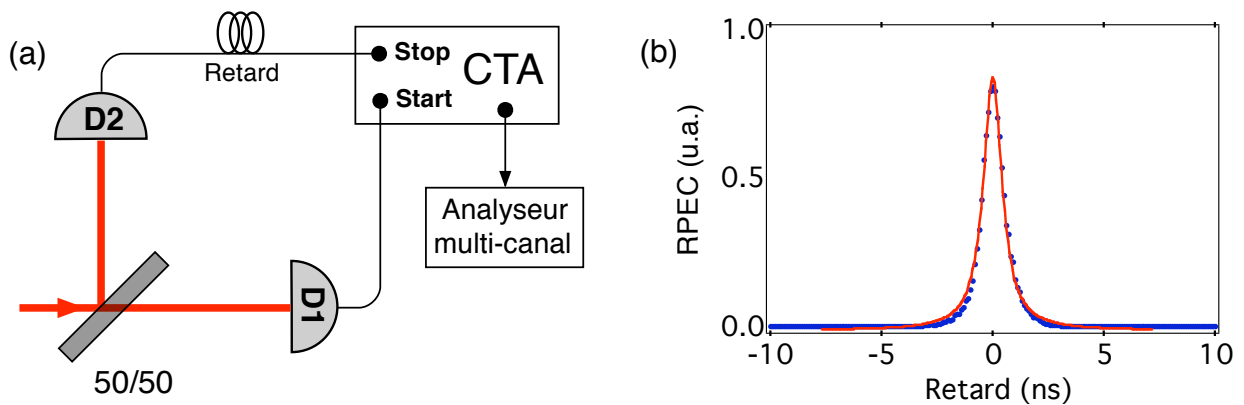 (a)
Retard
Stop
CTA
Start
D2
D1
Analyseur
multi-canal
50/50
(b)
RPEC (u.a.)
1.0
0.5
0.0
-10
-5
0
5
10
Retard (ns)